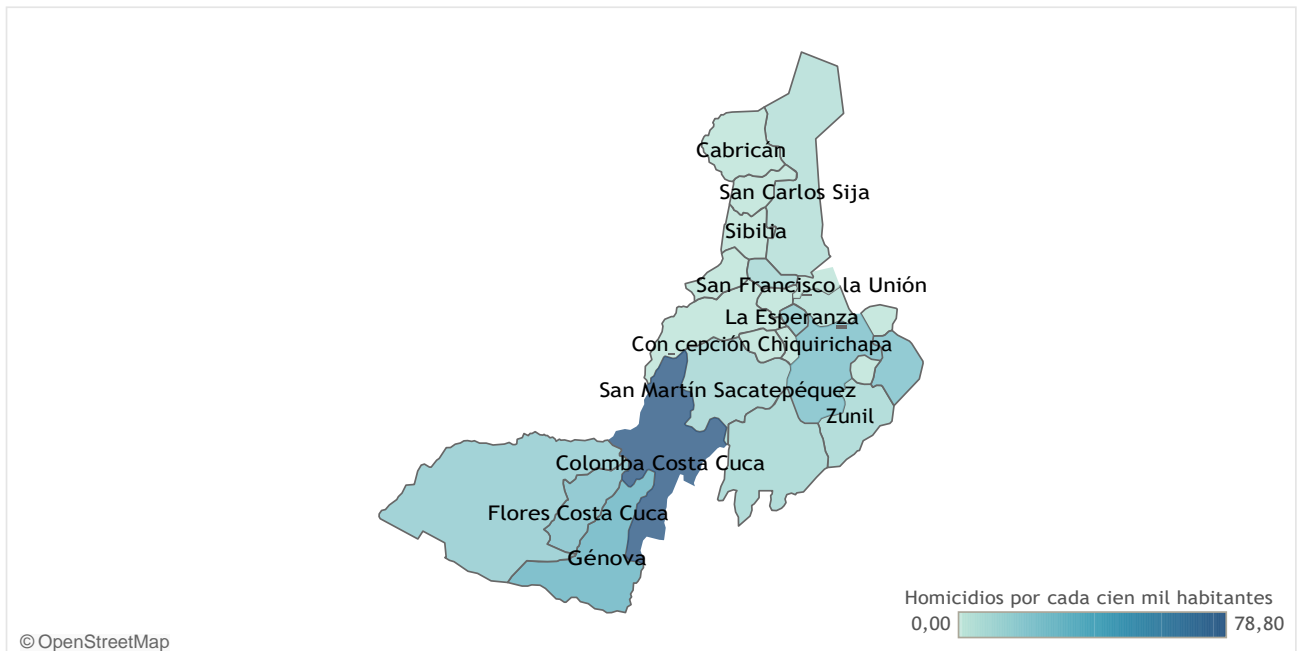 Cabricán
San Carlos Sija
Sibilia
San Francisco la Unión
La Esperanza
Con cepción Chiquirichapa
San Martín Sacatepéquez
Zunil
Colomba Costa Cuca
Flores Costa Cuca
Génova
Homicidios por cada cien mil habitantes
0,00 78,80
© OpenStreetMap